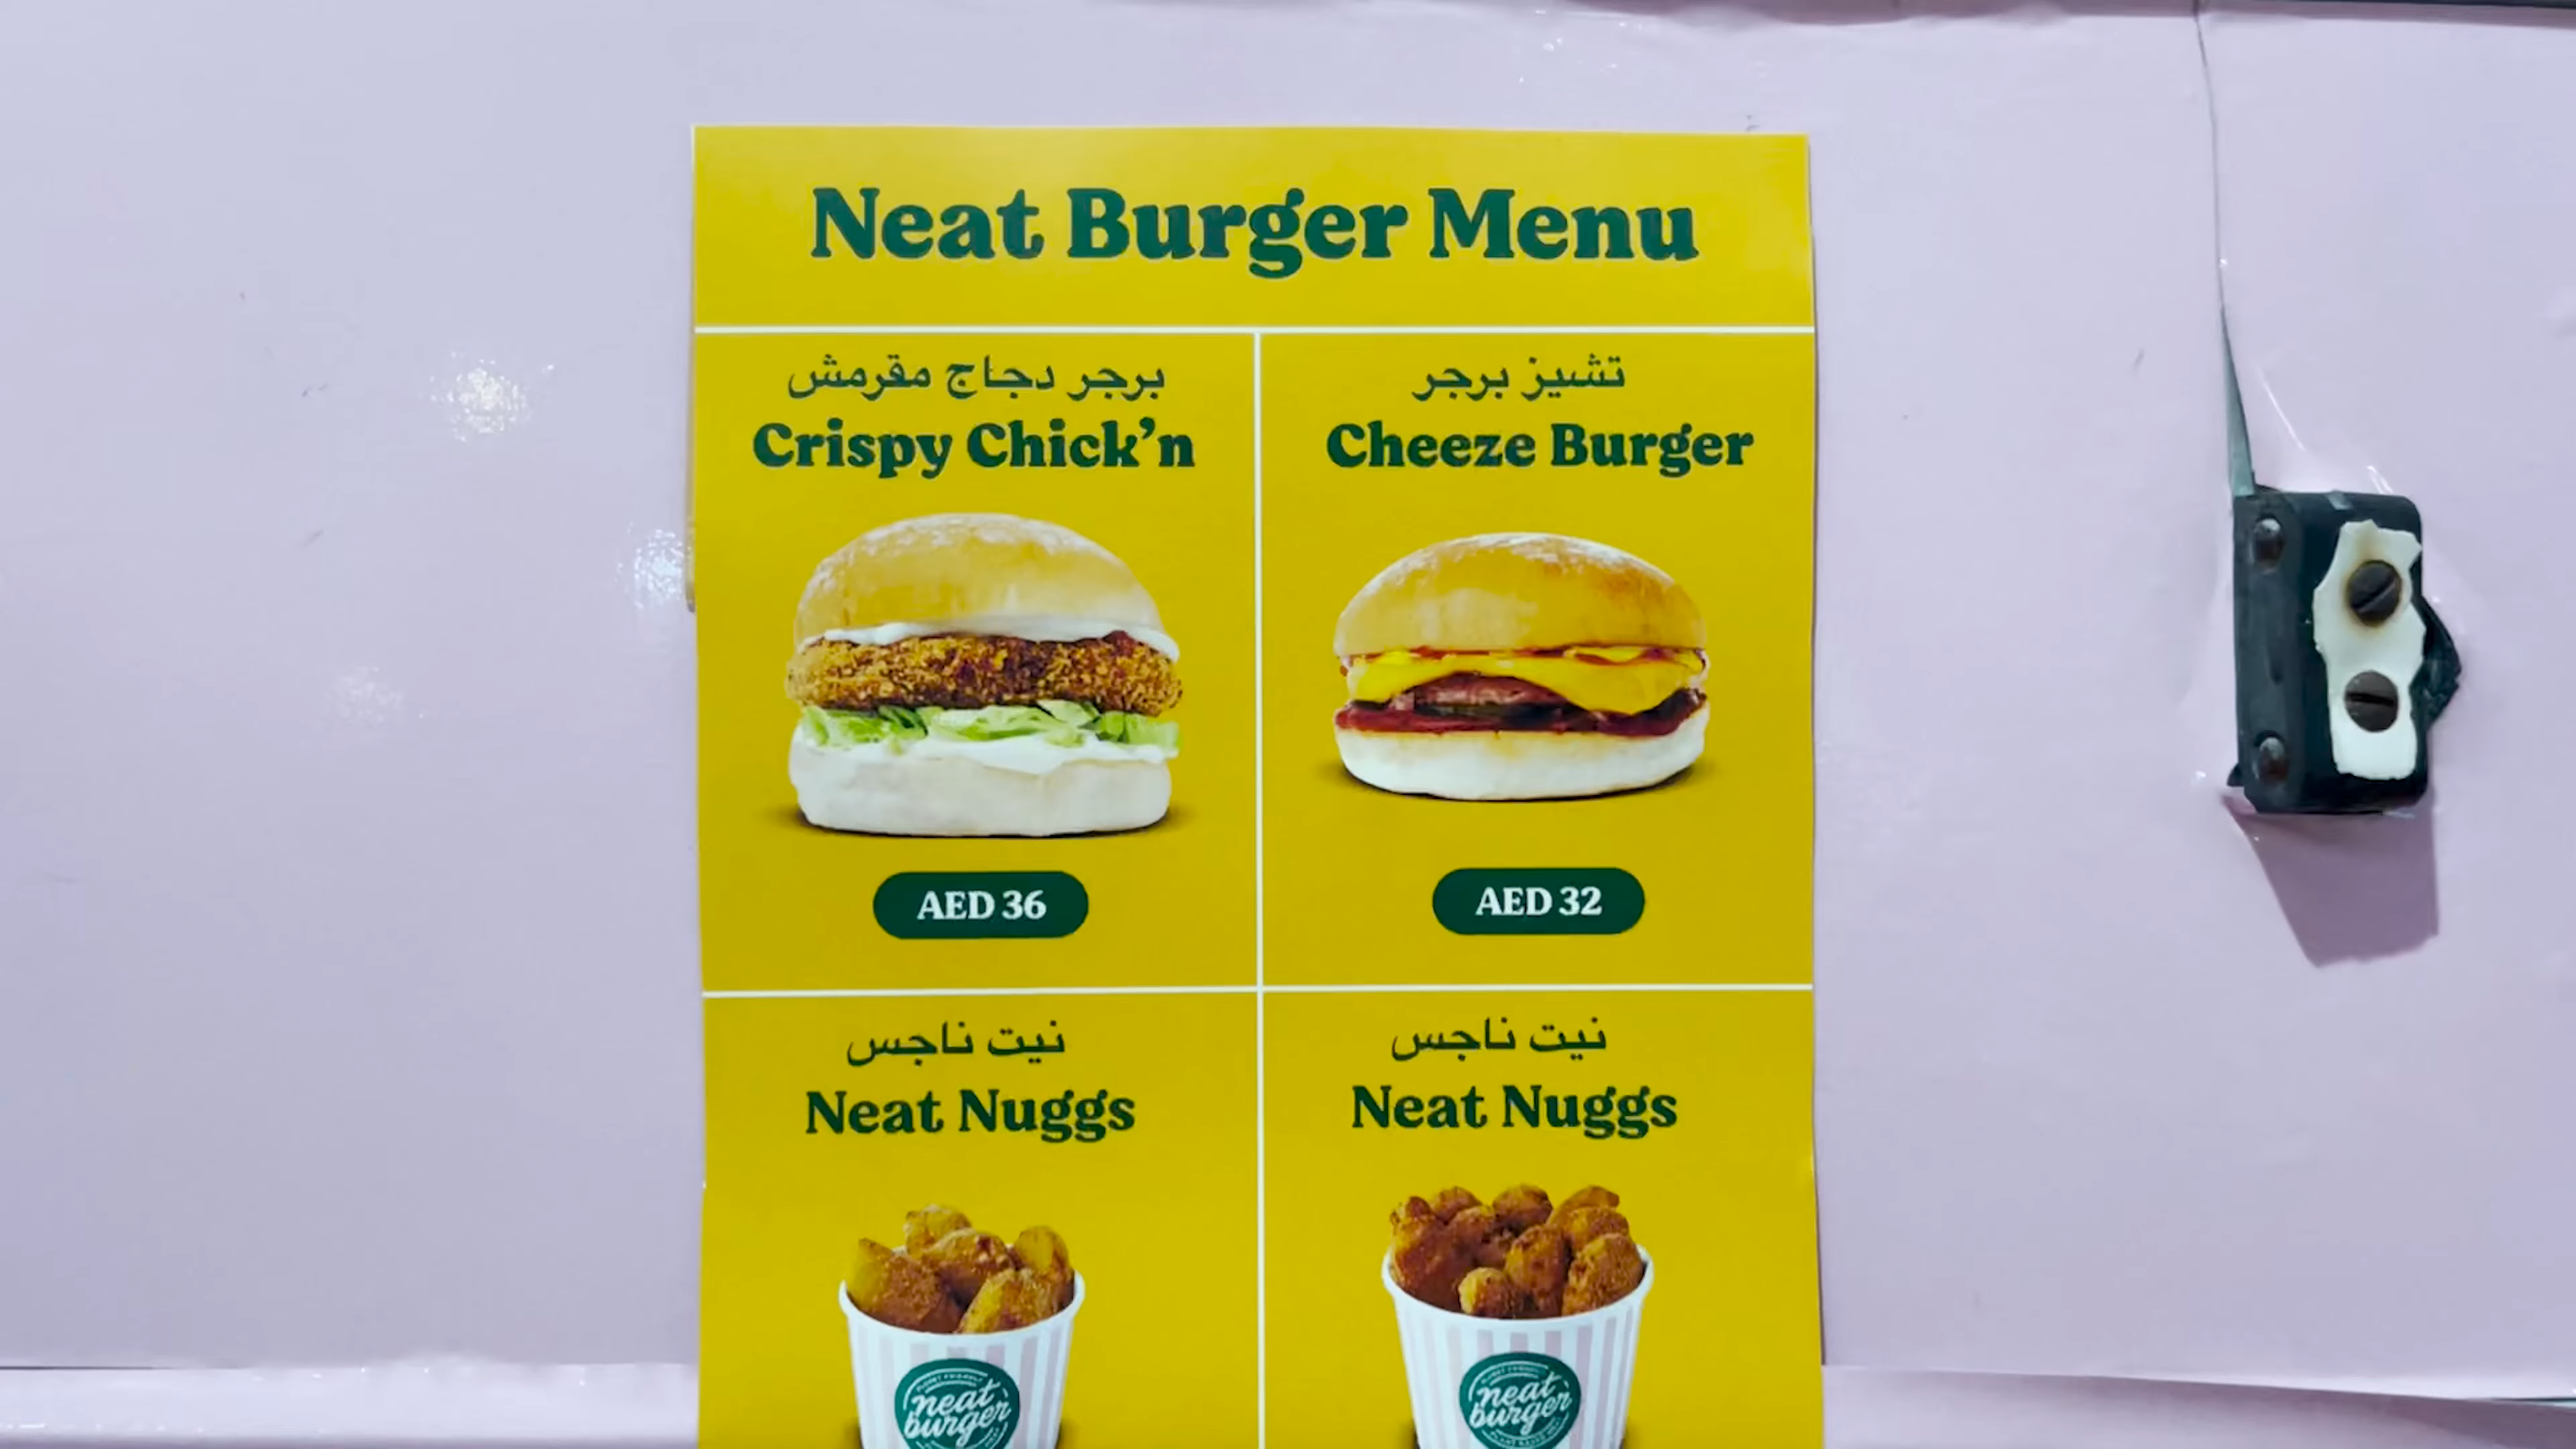 Neat Burger Menu
برجر دجاج مقرمش
Crispy Chick’n
AED 36
تشيز برجر
Cheeze Burger
AED 32
نيت ناجس
Neat Nuggs
neat
burger
نيت ناجس
Neat Nuggs
neat
burger